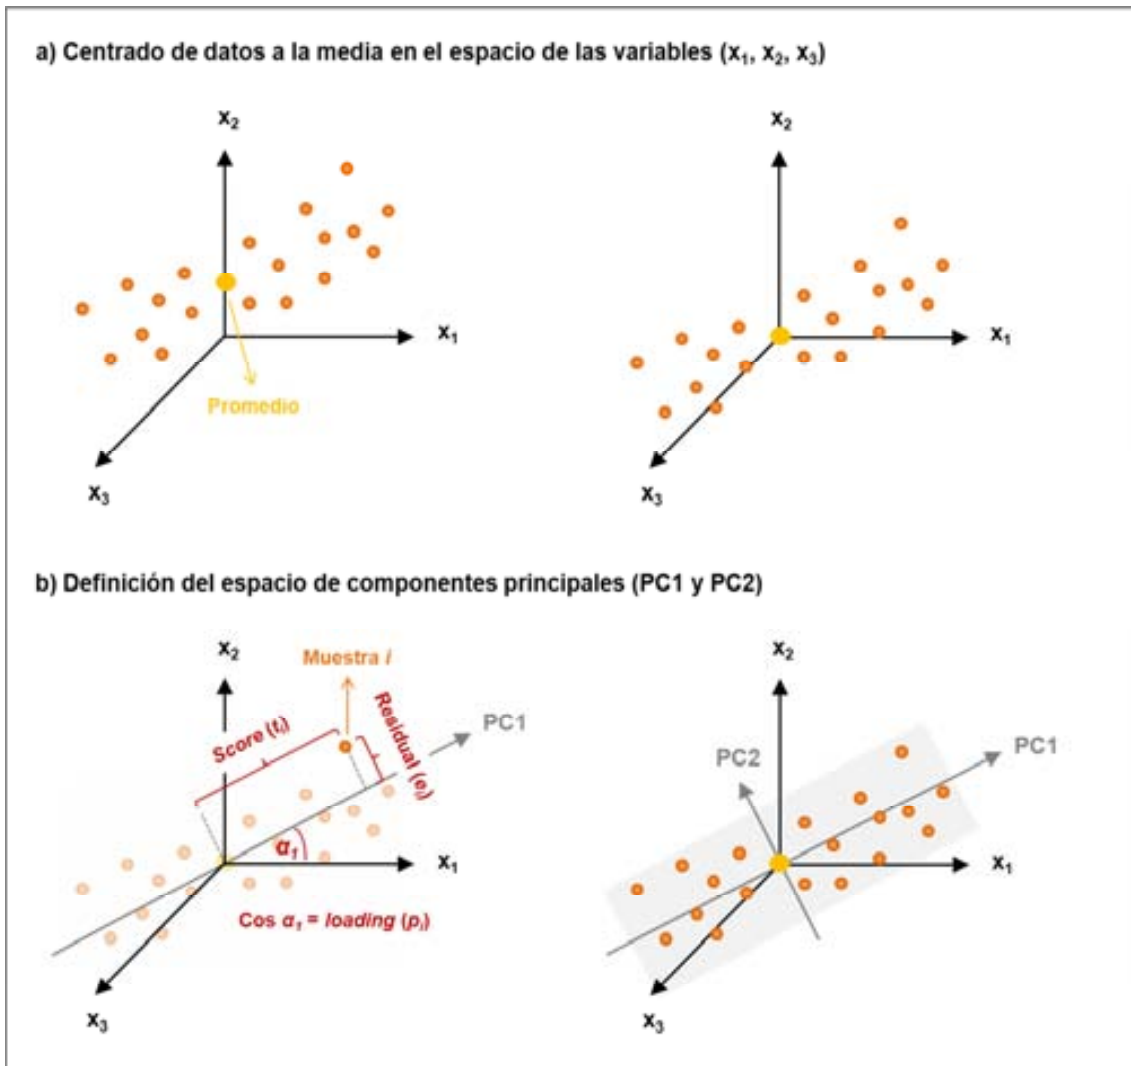 a) Centrado de datos a la media en el espacio de las variables (x₁, x₂, x₃)
x₂
x₁
x₃
Promedio
x₂
x₁
x₃
b) Definición del espacio de componentes principales (PC1 y PC2)
x₂
Muestra i
Score (tᵢ)
Residual (eᵢ)
PC1
α₁
x₁
Cos α₁ = loading (pᵢ)
x₃
x₂
PC2
PC1
x₁
x₃